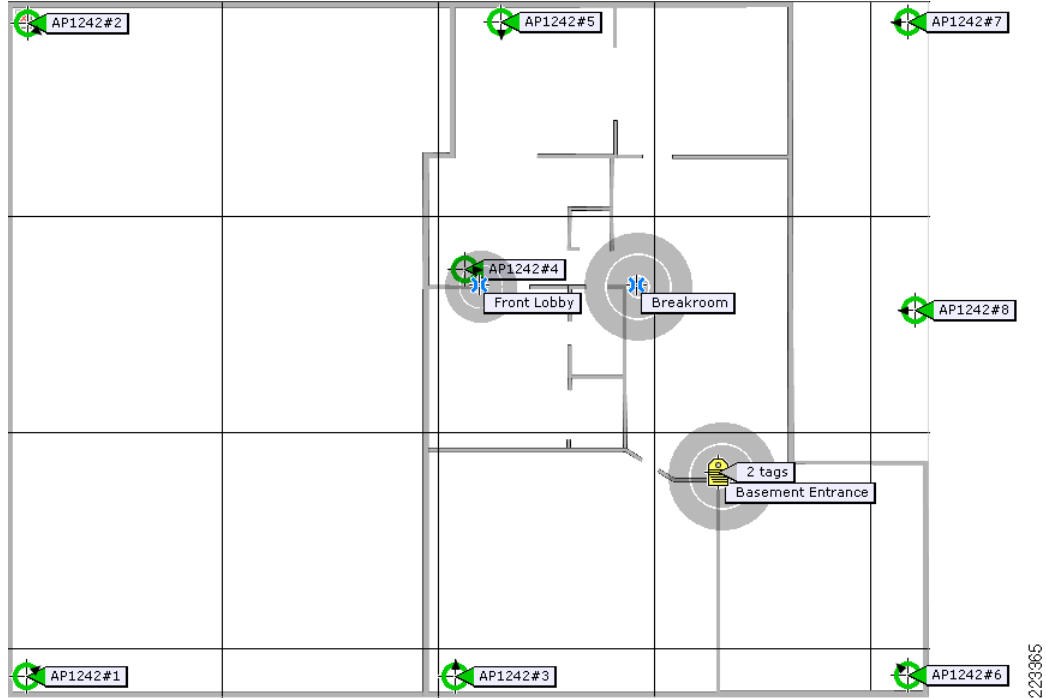 AP1242#2
AP1242#5
AP1242#7
AP1242#4
Front Lobby
Breakroom
AP1242#8
2 tags
Basement Entrance
AP1242#1
AP1242#3
AP1242#6
223365